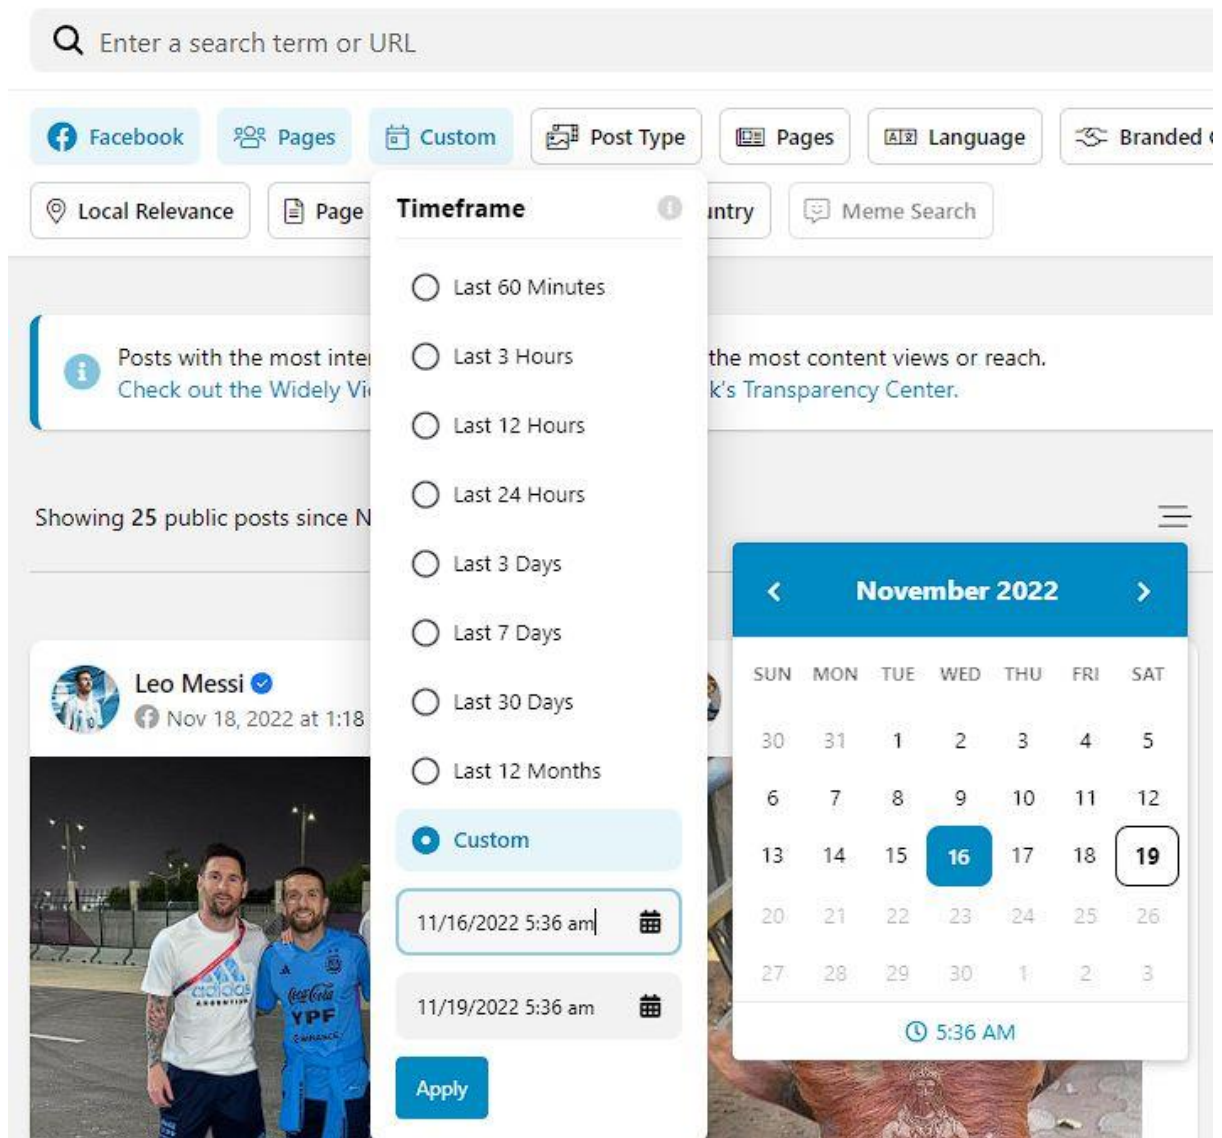 Enter a search term or URL
Facebook
Pages
Custom
Post Type
Pages
Language
Branded
Local Relevance
Page
untry
Meme Search
Timeframe
Last 60 Minutes
Last 3 Hours
Last 12 Hours
Last 24 Hours
Last 3 Days
Last 7 Days
Last 30 Days
Last 12 Months
Custom
11/16/2022 5:36 am
11/19/2022 5:36 am
Apply
Posts with the most inte the most content views or reach.
Check out the Widely Vi k's Transparency Center.
Showing 25 public posts since N
Leo Messi
Nov 18, 2022 at 1:18
November 2022
SUN MON TUE WED THU FRI SAT
30 31 1 2 3 4 5
6 7 8 9 10 11 12
13 14 15 16 17 18 19
20 21 22 23 24 25 26
27 28 29 30 1 2 3
5:36 AM
adidas
ARGENTINA
Coca-Cola
YPF